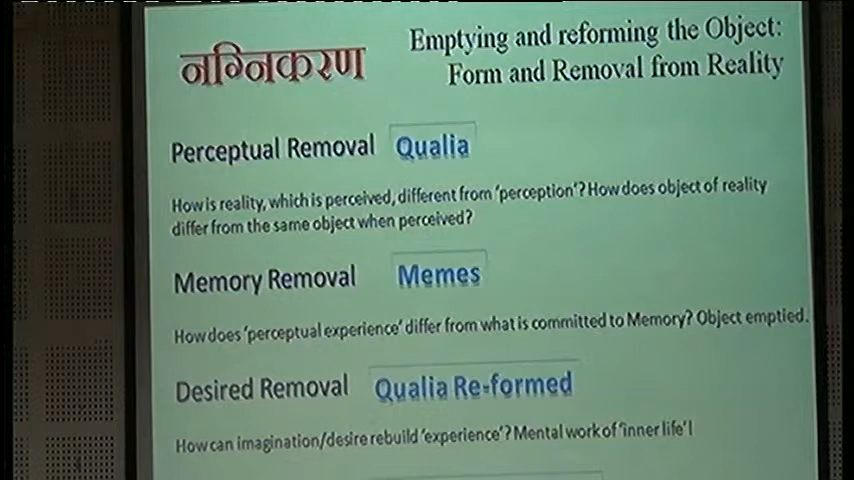 नग्निकरण
Emptying and reforming the Object:
Form and Removal from Reality
Perceptual Removal Qualia
How is reality, which is perceived, different from 'perception'? How does object of reality
differ from the same object when perceived?
Memory Removal Memes
How does 'perceptual experience' differ from what is committed to Memory? Object emptied.
Desired Removal Qualia Re-formed
How can imagination/desire rebuild 'experience'? Mental work of 'inner life' !